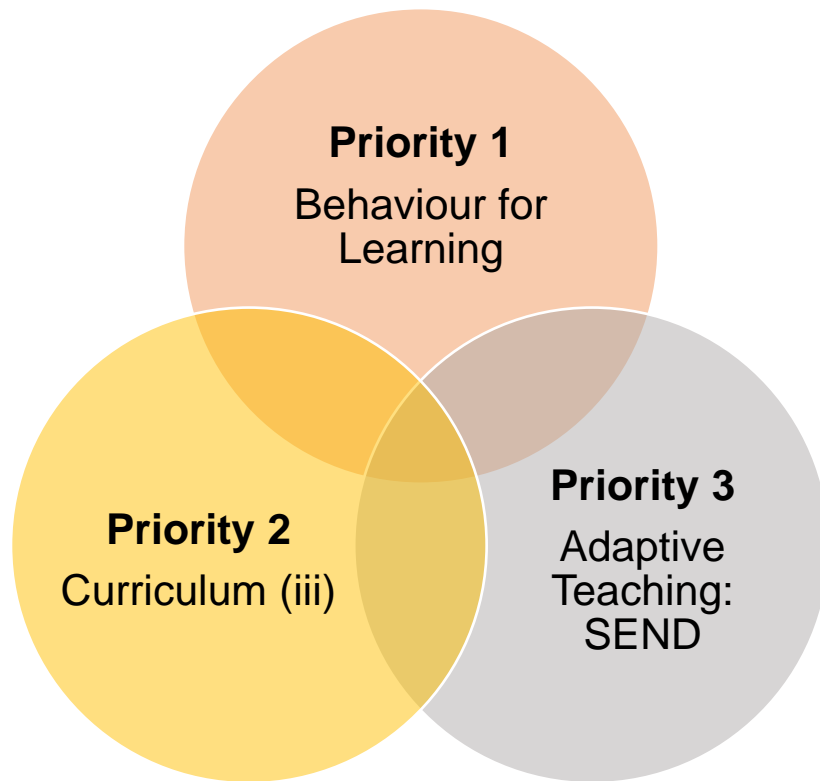 Priority 1
Behaviour for
Learning
Priority 2
Curriculum (iii)
Priority 3
Adaptive
Teaching:
SEND